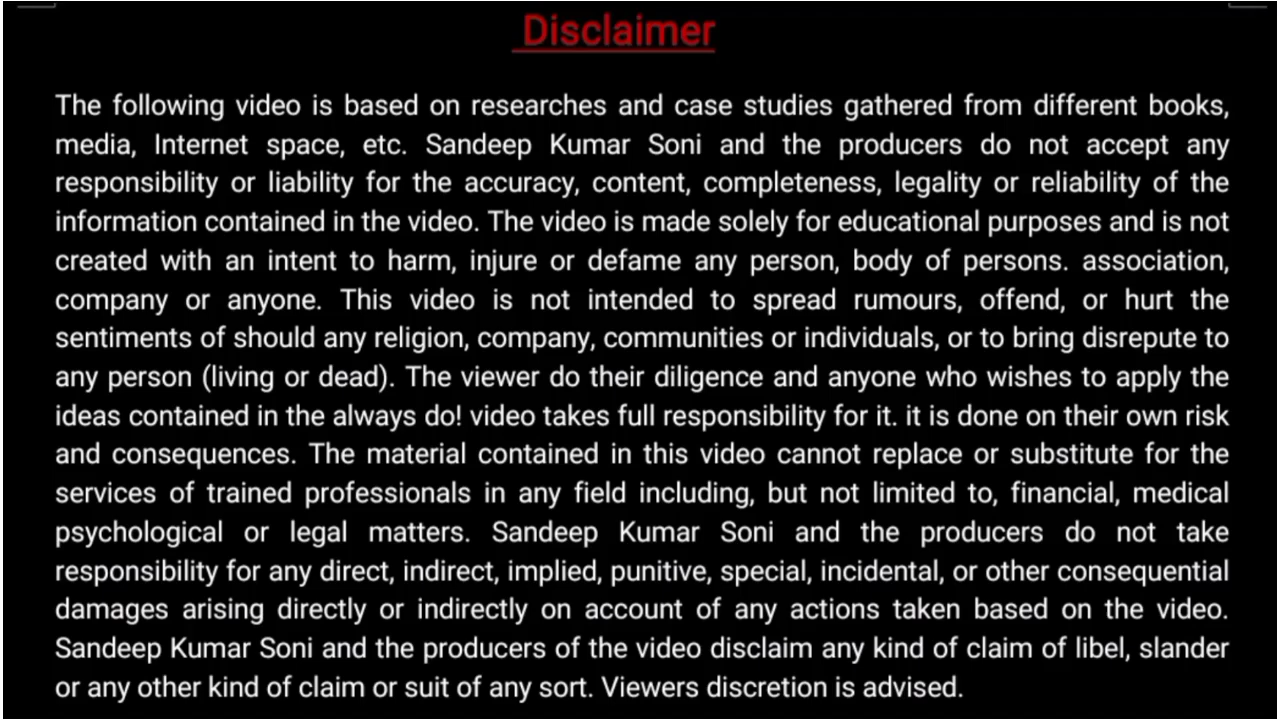 Disclaimer
The following video is based on researches and case studies gathered from different books,
media, Internet space, etc. Sandeep Kumar Soni and the producers do not accept any
responsibility or liability for the accuracy, content, completeness, legality or reliability of the
information contained in the video. The video is made solely for educational purposes and is not
created with an intent to harm, injure or defame any person, body of persons. association,
company or anyone. This video is not intended to spread rumours, offend, or hurt the
sentiments of should any religion, company, communities or individuals, or to bring disrepute to
any person (living or dead). The viewer do their diligence and anyone who wishes to apply the
ideas contained in the always do! video takes full responsibility for it. it is done on their own risk
and consequences. The material contained in this video cannot replace or substitute for the
services of trained professionals in any field including, but not limited to, financial, medical
psychological or legal matters. Sandeep Kumar Soni and the producers do not take
responsibility for any direct, indirect, implied, punitive, special, incidental, or other consequential
damages arising directly or indirectly on account of any actions taken based on the video.
Sandeep Kumar Soni and the producers of the video disclaim any kind of claim of libel, slander
or any other kind of claim or suit of any sort. Viewers discretion is advised.